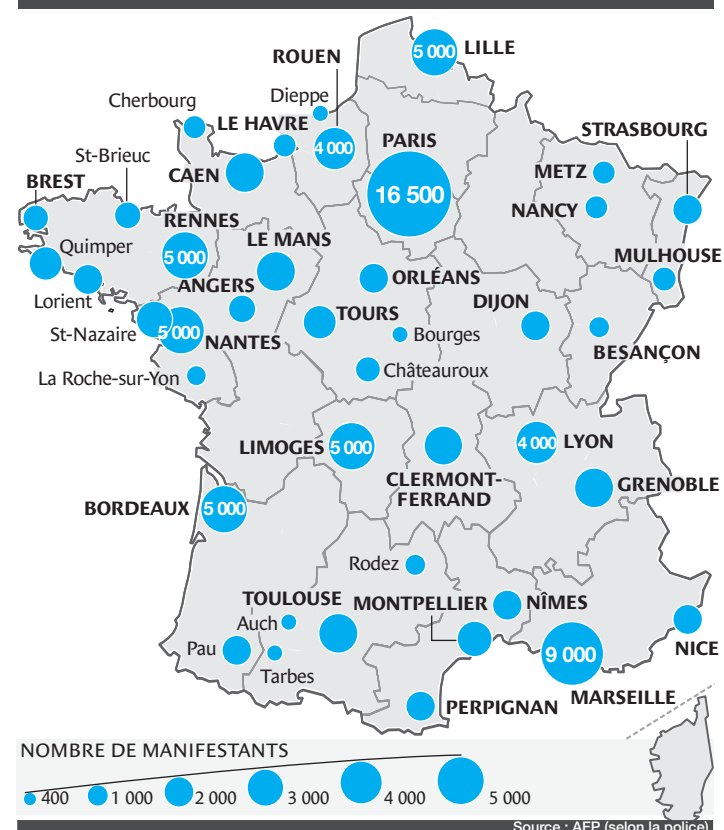 5 000 LILLE
ROUEN
Dieppe
Cherbourg
LE HAVRE
4 000
PARIS
STRASBOURG
St-Brieuc
CAEN
METZ
BREST
16 500
NANCY
RENNES
Quimper
5 000
LE MANS
MULHOUSE
ANGERS
ORLÉANS
Lorient
TOURS
DIJON
St-Nazaire
5 000
NANTES
Bourges
BESANÇON
La Roche-sur-Yon
Châteauroux
LIMOGES 5 000
4 000 LYON
CLERMONT-
FERRAND
GRENOBLE
BORDEAUX 5 000
Rodez
TOULOUSE
MONTPELLIER
NÎMES
Auch
Pau
Tarbes
9 000
NICE
MARSEILLE
PERPIGNAN
NOMBRE DE MANIFESTANTS
400 1 000 2 000 3 000 4 000 5 000
Source : AFP (selon la police)